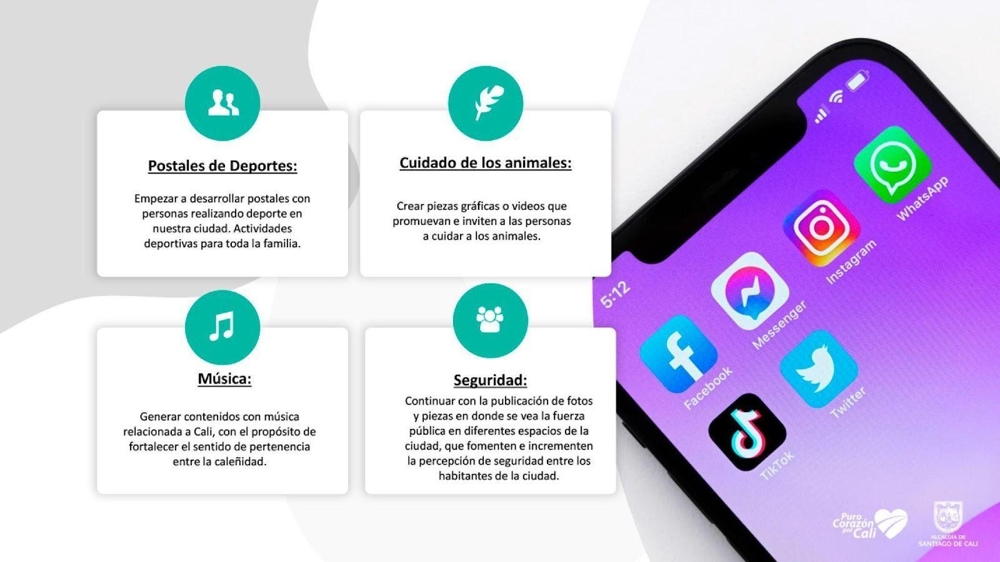 Postales de Deportes:
Empezar a desarrollar postales con
personas realizando deporte en
nuestra ciudad. Actividades
deportivas para toda la familia.
Cuidado de los animales:
Crear piezas gráficas o videos que
promuevan e inviten a las personas
a cuidar a los animales.
Música:
Generar contenidos con música
relacionada a Cali, con el propósito de
fortalecer el sentido de pertenencia
entre la caleñidad.
Seguridad:
Continuar con la publicación de fotos
y piezas en donde se vea la fuerza
pública en diferentes espacios de la
ciudad, que fomenten e incrementen
la percepción de seguridad entre los
habitantes de la ciudad.
5:12
WhatsApp
Instagram
Messenger
Facebook
Twitter
TikTok
Puro
Corazón
por Cali
ALCALDÍA DE
SANTIAGO DE CALI